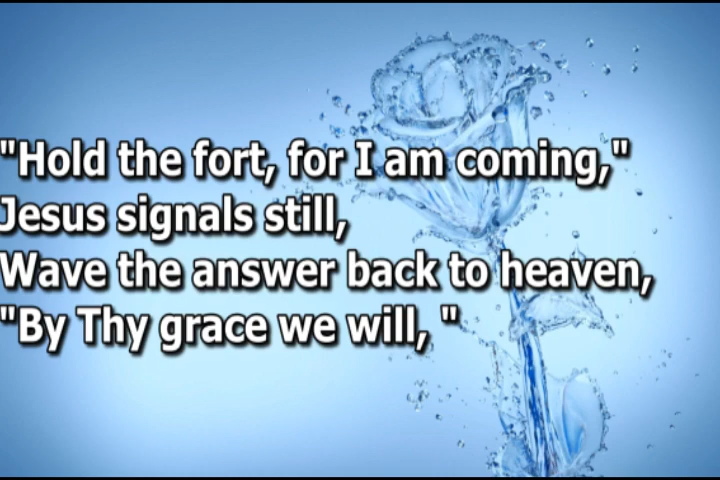 "Hold the fort, for I am coming,"
Jesus signals still,
Wave the answer back to heaven,
"By Thy grace we will, "